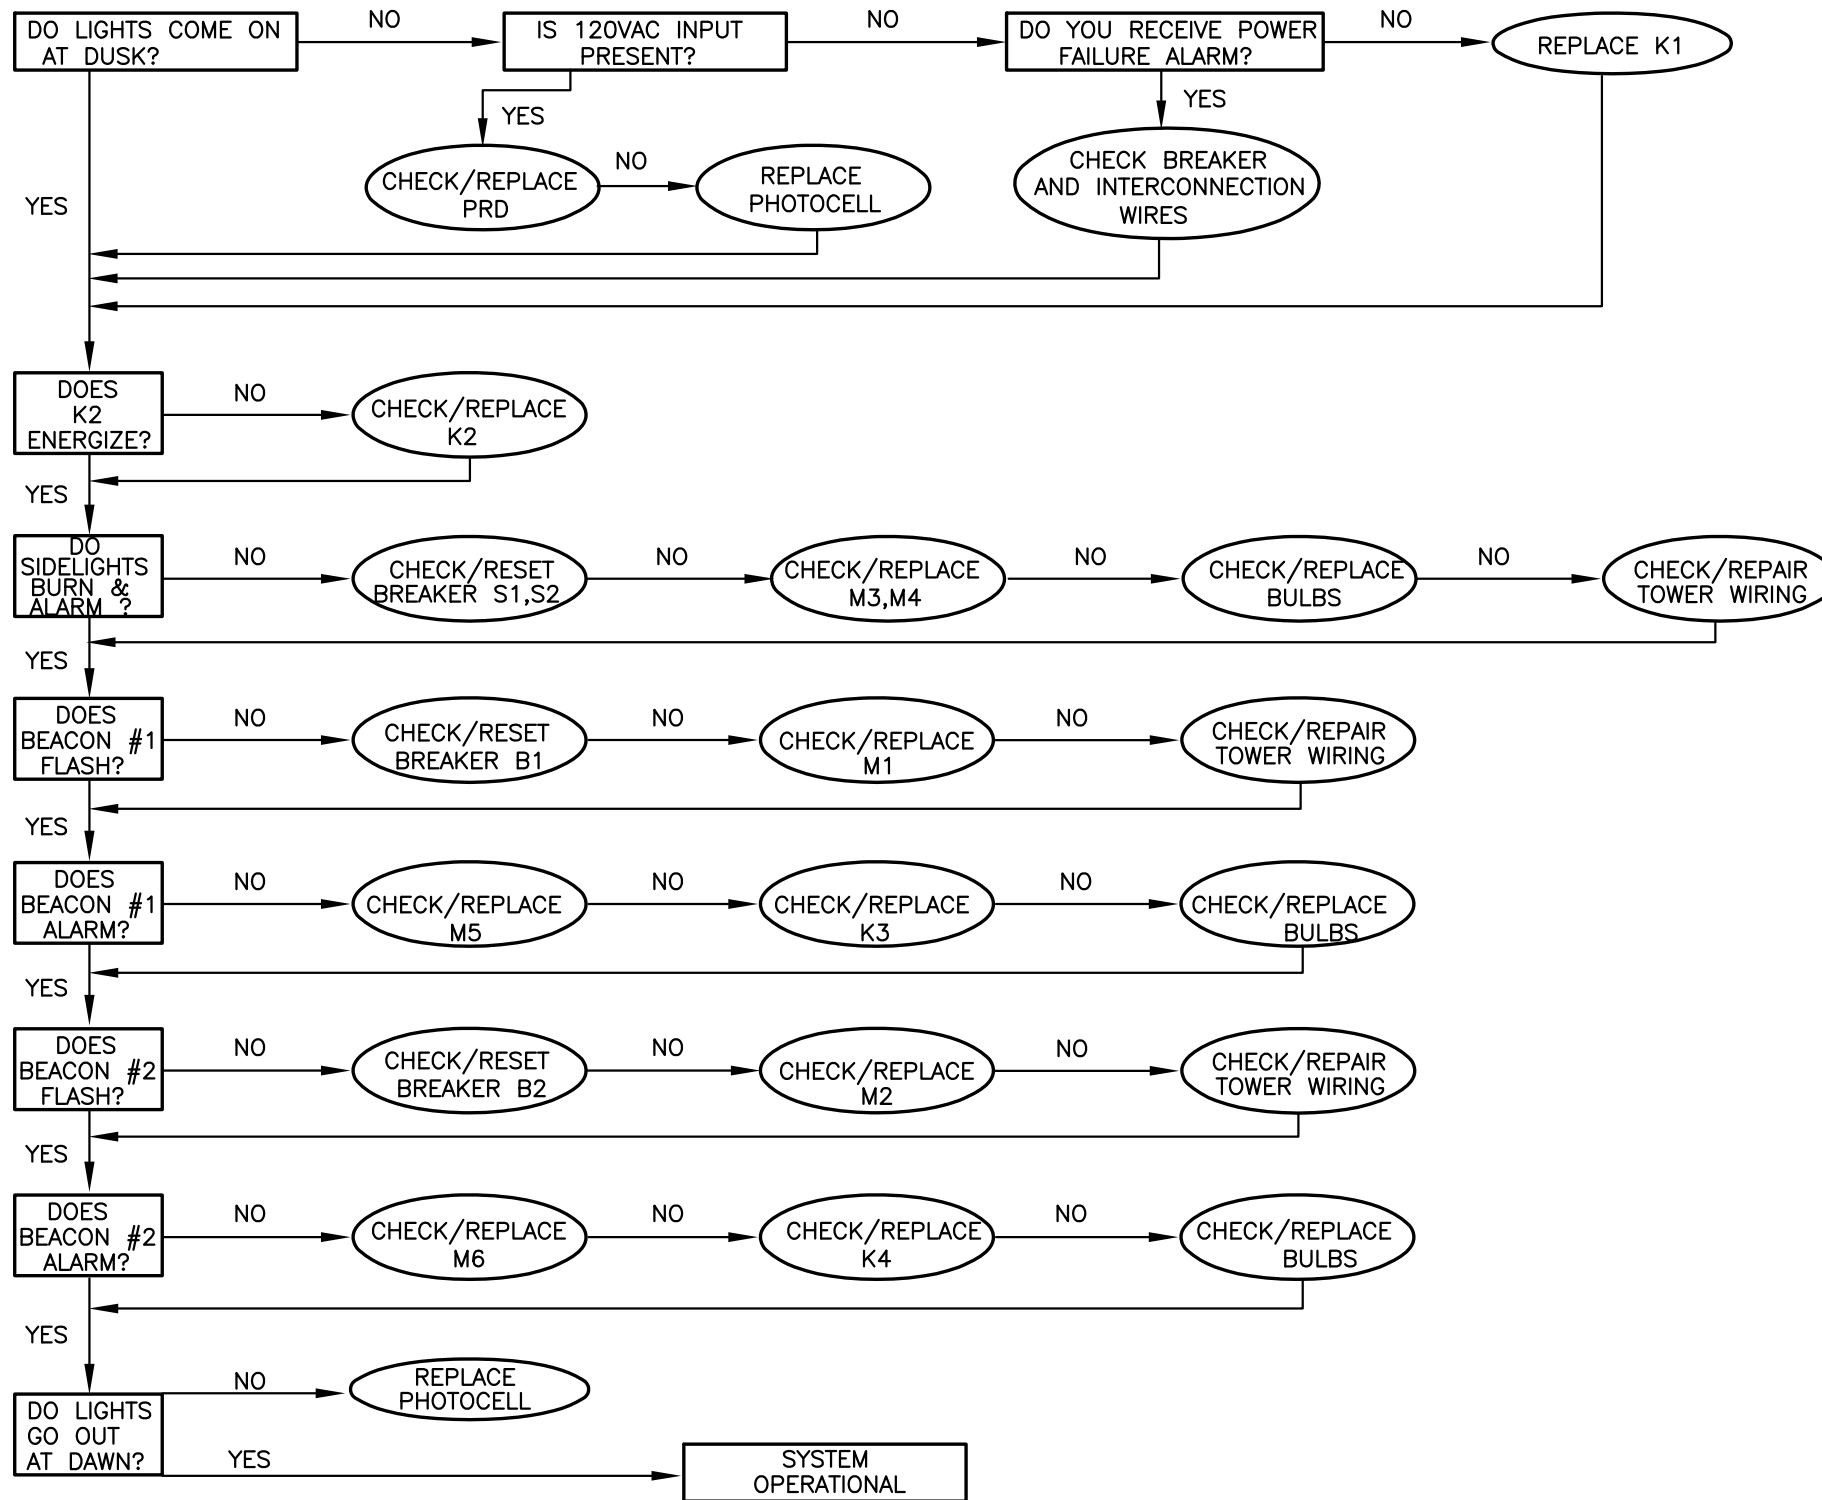 DO LIGHTS COME ON
AT DUSK?
NO
IS 120VAC INPUT
PRESENT?
NO
DO YOU RECEIVE POWER
FAILURE ALARM?
NO
REPLACE K1
YES
YES
CHECK/REPLACE
PRD
NO
REPLACE
PHOTOCELL
CHECK BREAKER
AND INTERCONNECTION
WIRES
YES
DOES
K2
ENERGIZE?
NO
CHECK/REPLACE
K2
YES
DO
SIDELIGHTS
BURN &
ALARM ?
NO
CHECK/RESET
BREAKER S1,S2
NO
CHECK/REPLACE
M3,M4
NO
CHECK/REPLACE
BULBS
NO
CHECK/REPAIR
TOWER WIRING
YES
DOES
BEACON #1
FLASH?
NO
CHECK/RESET
BREAKER B1
NO
CHECK/REPLACE
M1
NO
CHECK/REPAIR
TOWER WIRING
YES
DOES
BEACON #1
ALARM?
NO
CHECK/REPLACE
M5
NO
CHECK/REPLACE
K3
NO
CHECK/REPLACE
BULBS
YES
DOES
BEACON #2
FLASH?
NO
CHECK/RESET
BREAKER B2
NO
CHECK/REPLACE
M2
NO
CHECK/REPAIR
TOWER WIRING
YES
DOES
BEACON #2
ALARM?
NO
CHECK/REPLACE
M6
NO
CHECK/REPLACE
K4
NO
CHECK/REPLACE
BULBS
YES
DO LIGHTS
GO OUT
AT DAWN?
NO
REPLACE
PHOTOCELL
YES
SYSTEM
OPERATIONAL